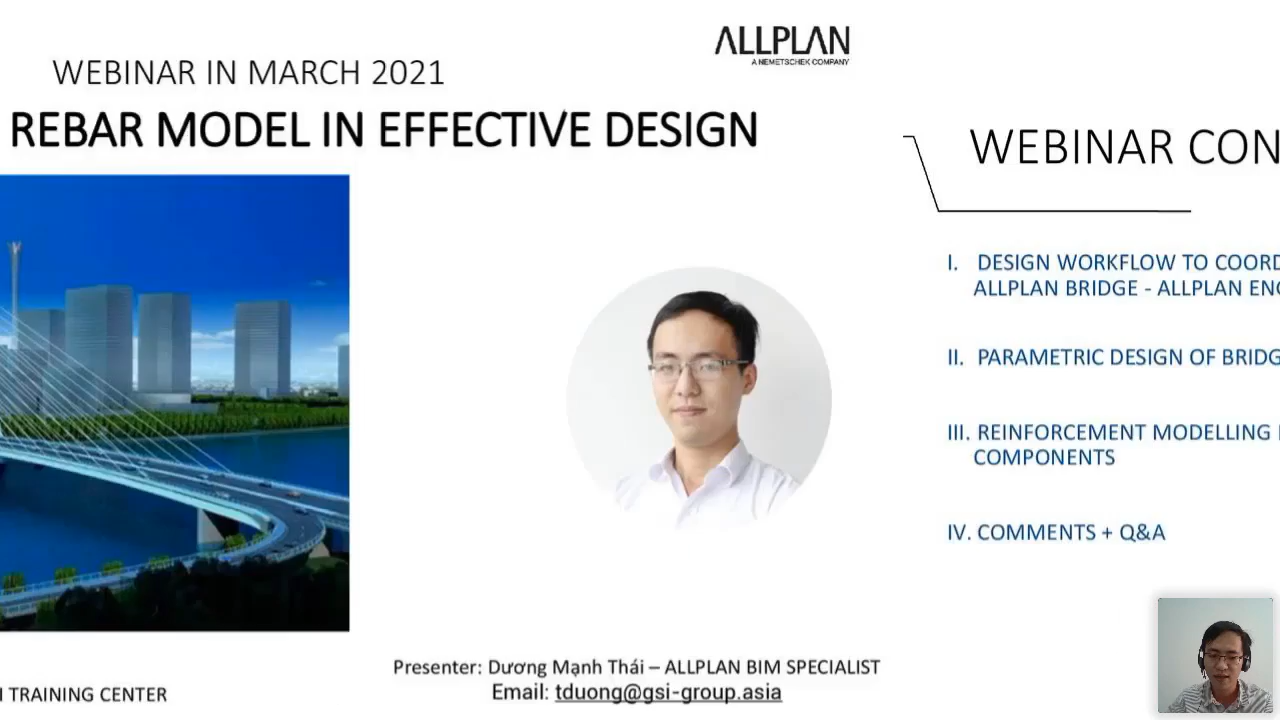 ALLPLAN
A NEMETSCHEK COMPANY
WEBINAR IN MARCH 2021
REBAR MODEL IN EFFECTIVE DESIGN
Presenter: Dương Mạnh Thái – ALLPLAN BIM SPECIALIST
Email: tduong@gsi-group.asia
TRAINING CENTER
WEBINAR CON
I. DESIGN WORKFLOW TO COORD
ALLPLAN BRIDGE - ALLPLAN ENG
II. PARAMETRIC DESIGN OF BRIDG
III. REINFORCEMENT MODELLING
COMPONENTS
IV. COMMENTS + Q&A